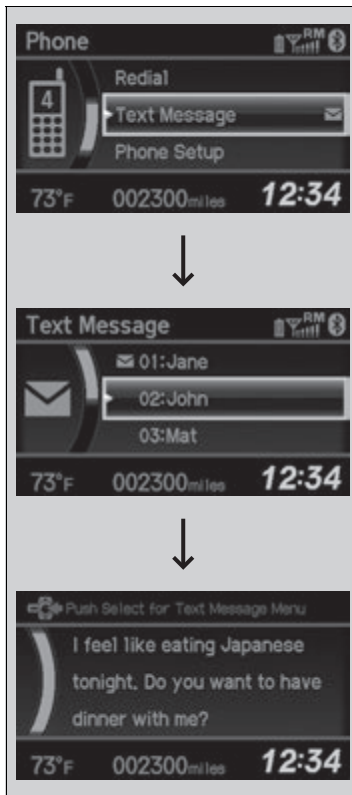 Phone RM
4
Redial
Text Message
Phone Setup
73°F 002300miles 12:34
Text Message RM
01:Jane
02:John
03:Mat
73°F 002300miles 12:34
Push Select for Text Message Menu
I feel like eating Japanese
tonight. Do you want to have
dinner with me?
73°F 002300miles 12:34